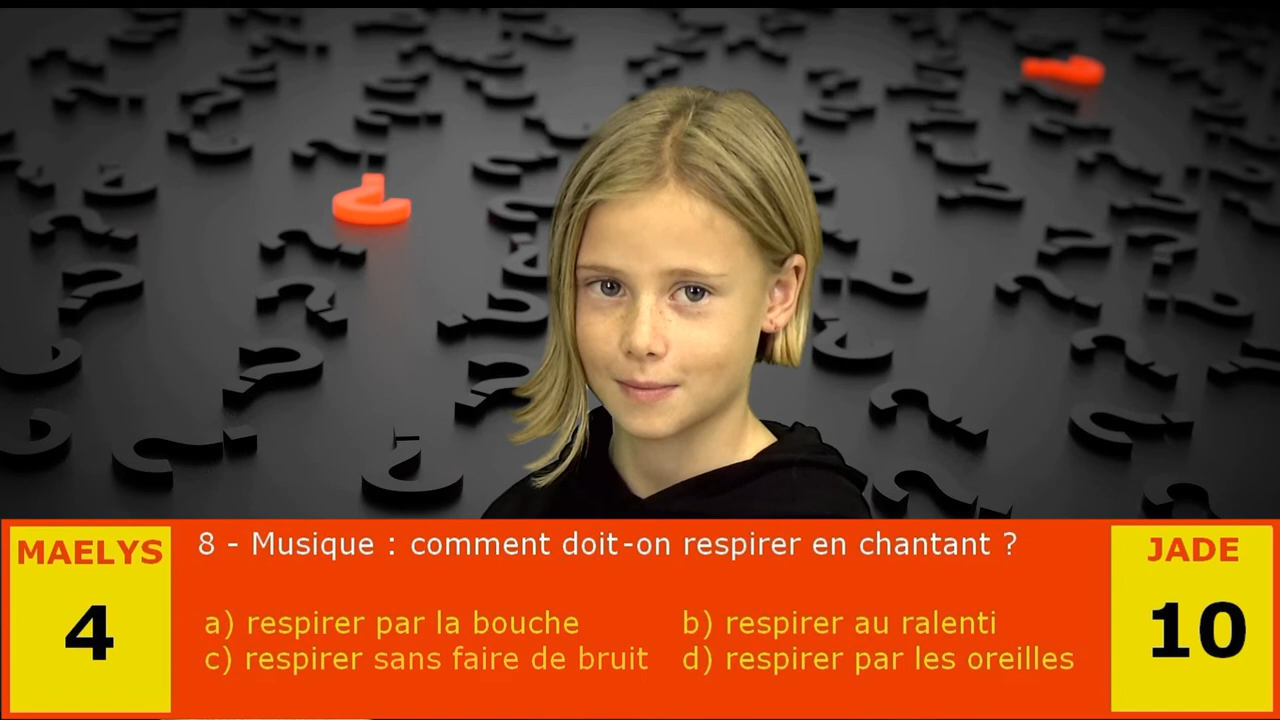 MAELYS
4
8 - Musique : comment doit-on respirer en chantant ?
a) respirer par la bouche
b) respirer au ralenti
c) respirer sans faire de bruit
d) respirer par les oreilles
JADE
10